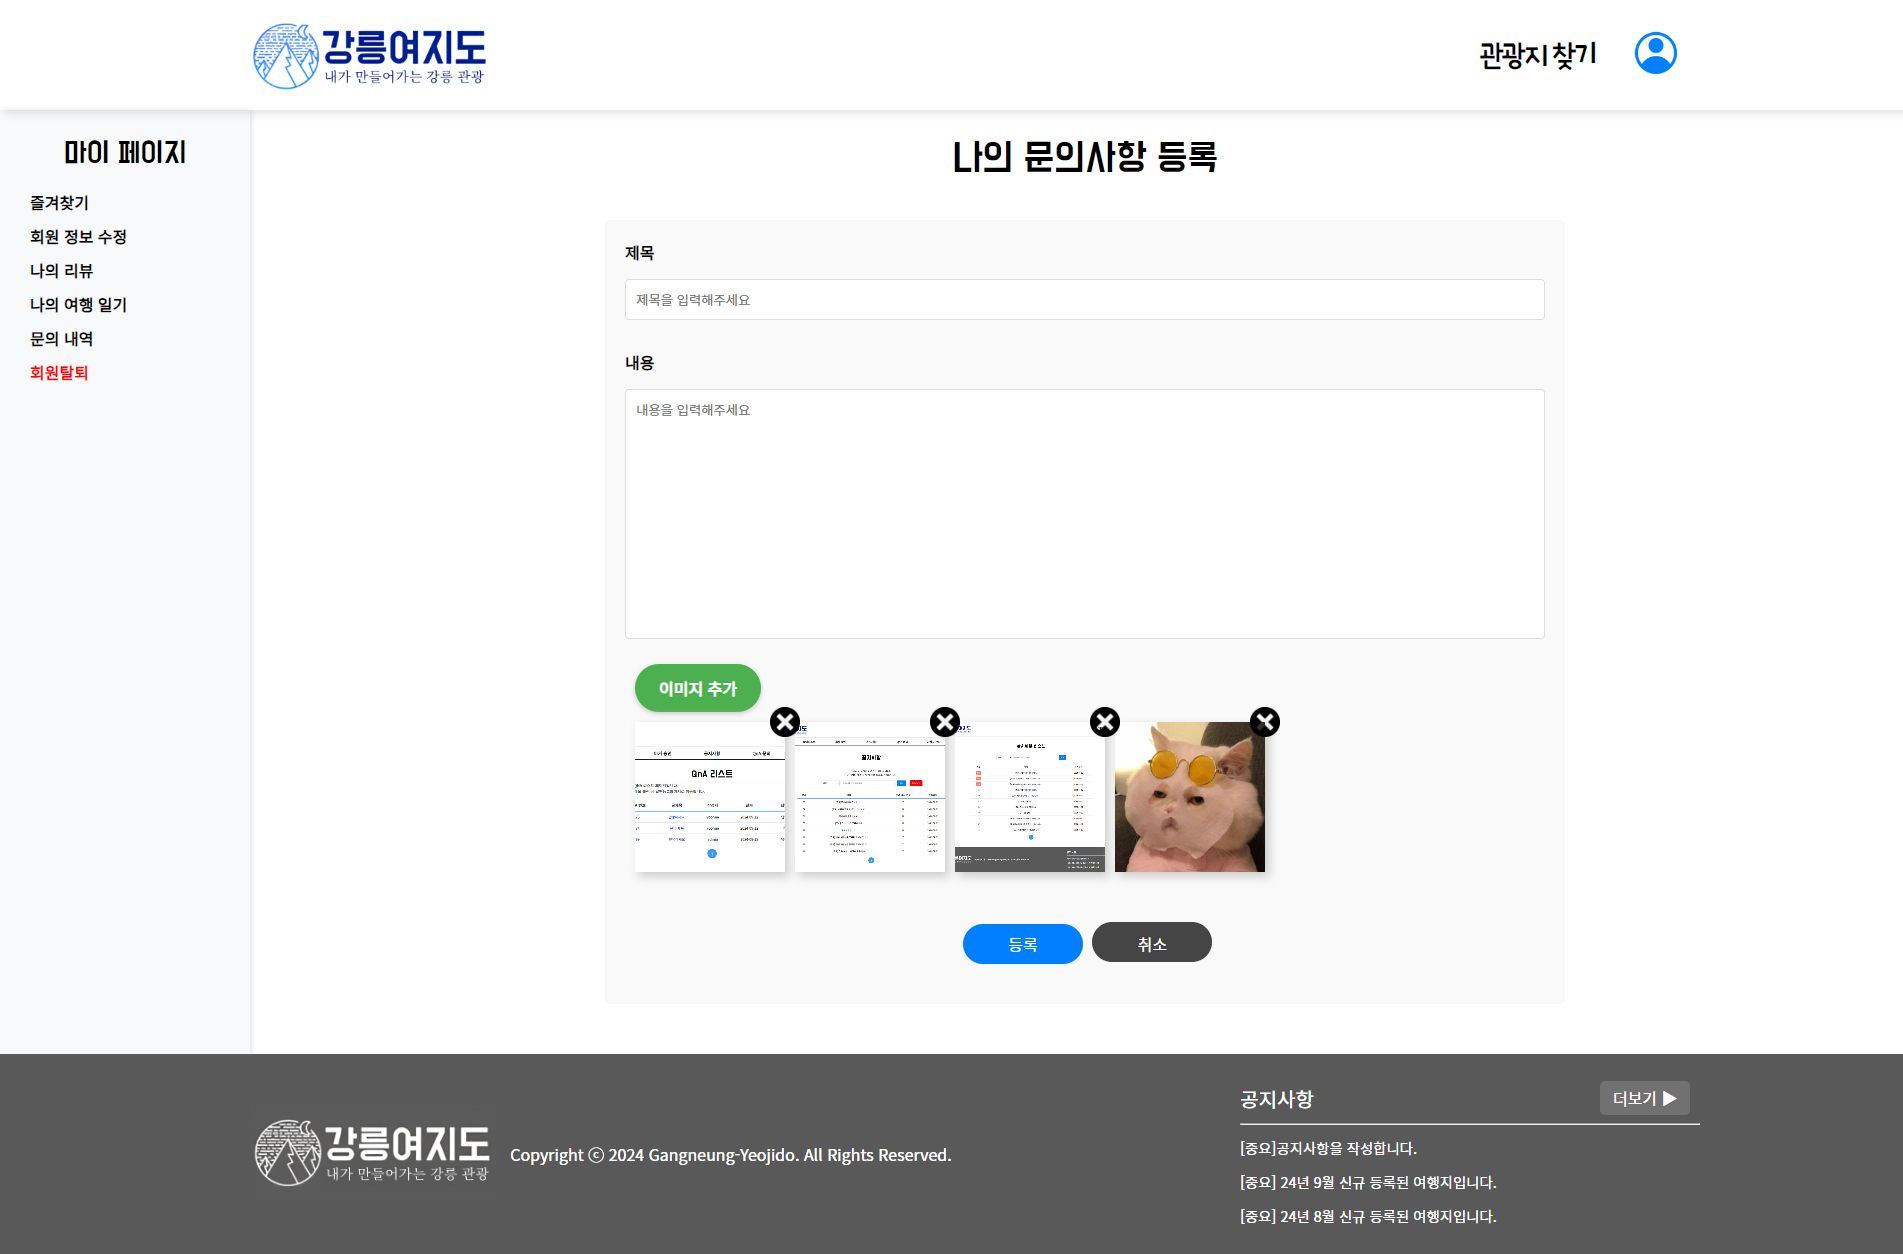 강릉여지도
내가 만들어가는 강릉 관광
관광지 찾기
마이 페이지
즐겨찾기
회원 정보 수정
나의 리뷰
나의 여행 일기
문의 내역
회원탈퇴
나의 문의사항 등록
제목
제목을 입력해주세요
내용
내용을 입력해주세요
이미지 추가
공지사항
QnA 리스트
공지사항
등록
취소
강릉여지도
내가 만들어가는 강릉 관광
Copyright ⓒ 2024 Gangneung-Yeojido. All Rights Reserved.
공지사항
더보기 ▶
[중요]공지사항을 작성합니다.
[중요] 24년 9월 신규 등록된 여행지입니다.
[중요] 24년 8월 신규 등록된 여행지입니다.